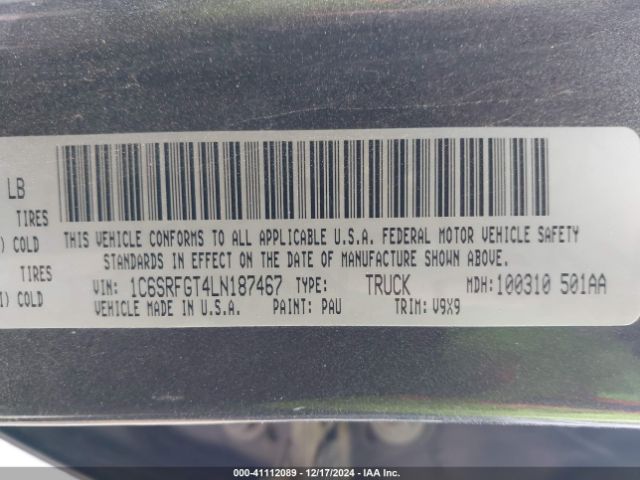 LB
TIRES
) COLD
TIRES
I) COLD
THIS VEHICLE CONFORMS TO ALL APPLICABLE U.S.A. FEDERAL MOTOR VEHICLE SAFETY
STANDARDS IN EFFECT ON THE DATE OF MANUFACTURE SHOWN ABOVE.
VIN: 1C6SRFGT4LN187467 TYPE: TRUCK MDH: 100310 501AA
VEHICLE MADE IN U.S.A. PAINT: PAU TRIM: V9X9
000-41112089 - 12/17/2024 - IAA Inc.